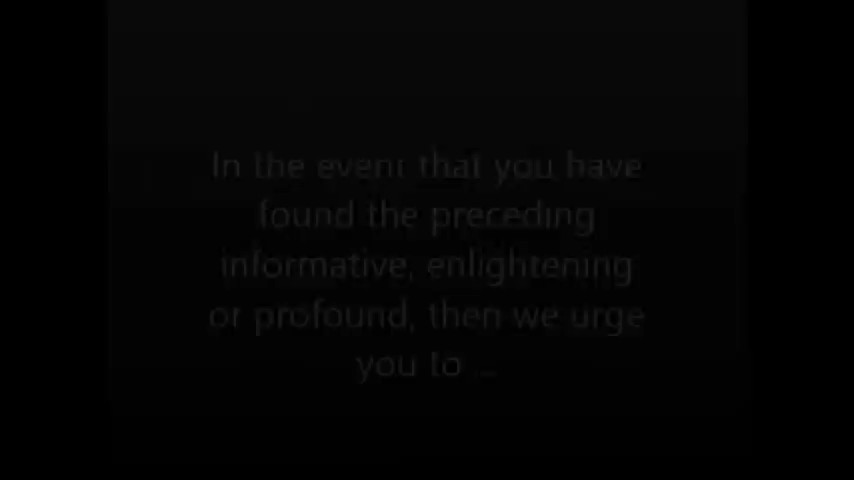 In the event that you have
found the preceding
informative, enlightening
or profound, then we urge
you to ...